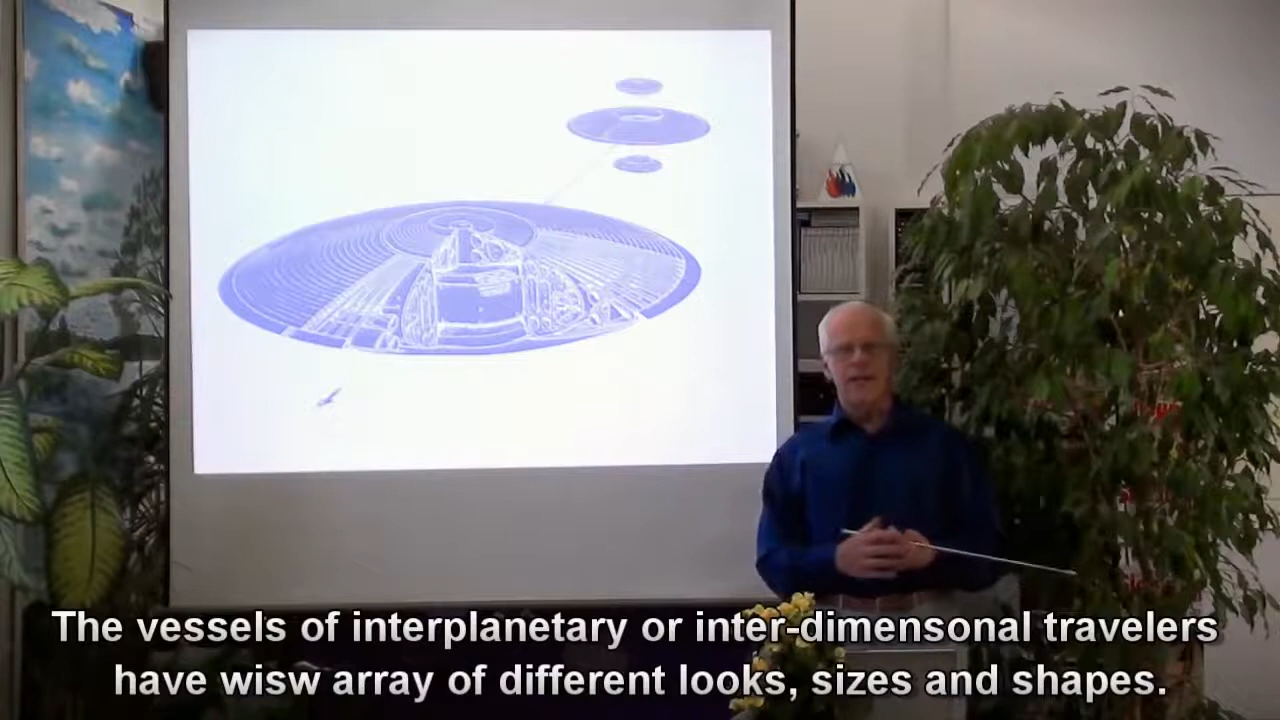 The vessels of interplanetary or inter-dimensonal travelers
have wisw array of different looks, sizes and shapes.